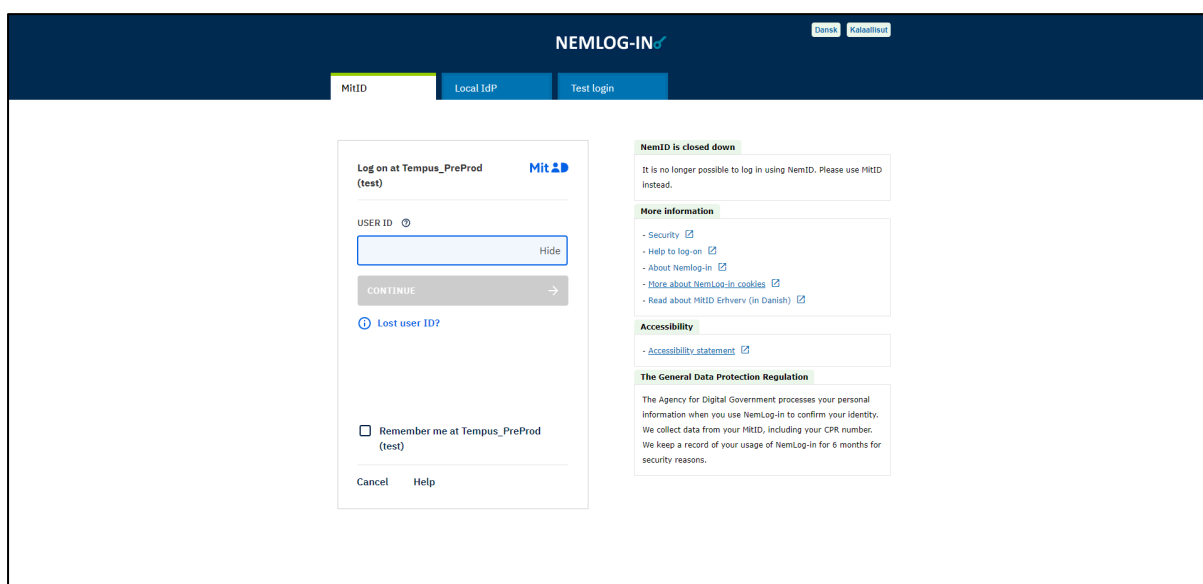 NEMLOG-IN
Dansk
Kalaallisut
MitID
Local IdP
Test login
Log on at Tempus_PreProd
(test)
MitID
USER ID
Hide
CONTINUE
Lost user ID?
Remember me at Tempus_PreProd
(test)
Cancel
Help
NemID is closed down
It is no longer possible to log in using NemID. Please use MitID
instead.
More information
- Security
- Help to log-on
- About Nemlog-in
- More about NemLog-in cookies
- Read about MitID Erhverv (in Danish)
Accessibility
- Accessibility statement
The General Data Protection Regulation
The Agency for Digital Government processes your personal
information when you use NemLog-in to confirm your identity.
We collect data from your MitID, including your CPR number.
We keep a record of your usage of NemLog-in for 6 months for
security reasons.